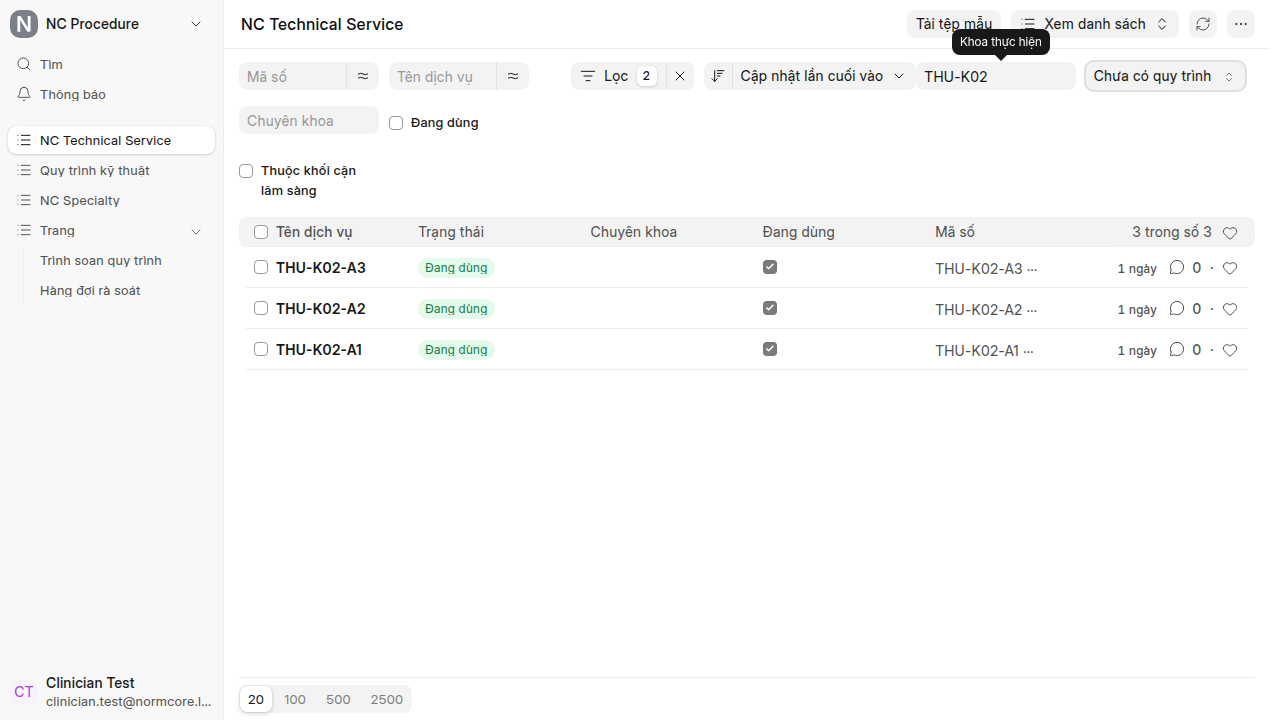 NC Procedure
Tìm
Thông báo
NC Technical Service
Quy trình kỹ thuật
NC Specialty
Trang
Trình soạn quy trình
Hàng đợi rà soát
Clinician Test
clinician.test@normcore.l...
NC Technical Service
Tải tệp mẫu
Xem danh sách
Khoa thực hiện
Mã số
≈
Tên dịch vụ
≈
Lọc 2
Cập nhật lần cuối vào
THU-K02
Chưa có quy trình
Chuyên khoa
Đang dùng
Thuộc khối cận
lâm sàng
Tên dịch vụ Trạng thái Chuyên khoa Đang dùng Mã số 3 trong số 3
THU-K02-A3 Đang dùng THU-K02-A3 ··· 1 ngày 0 ·
THU-K02-A2 Đang dùng THU-K02-A2 ··· 1 ngày 0 ·
THU-K02-A1 Đang dùng THU-K02-A1 ··· 1 ngày 0 ·
20 100 500 2500
N
CT